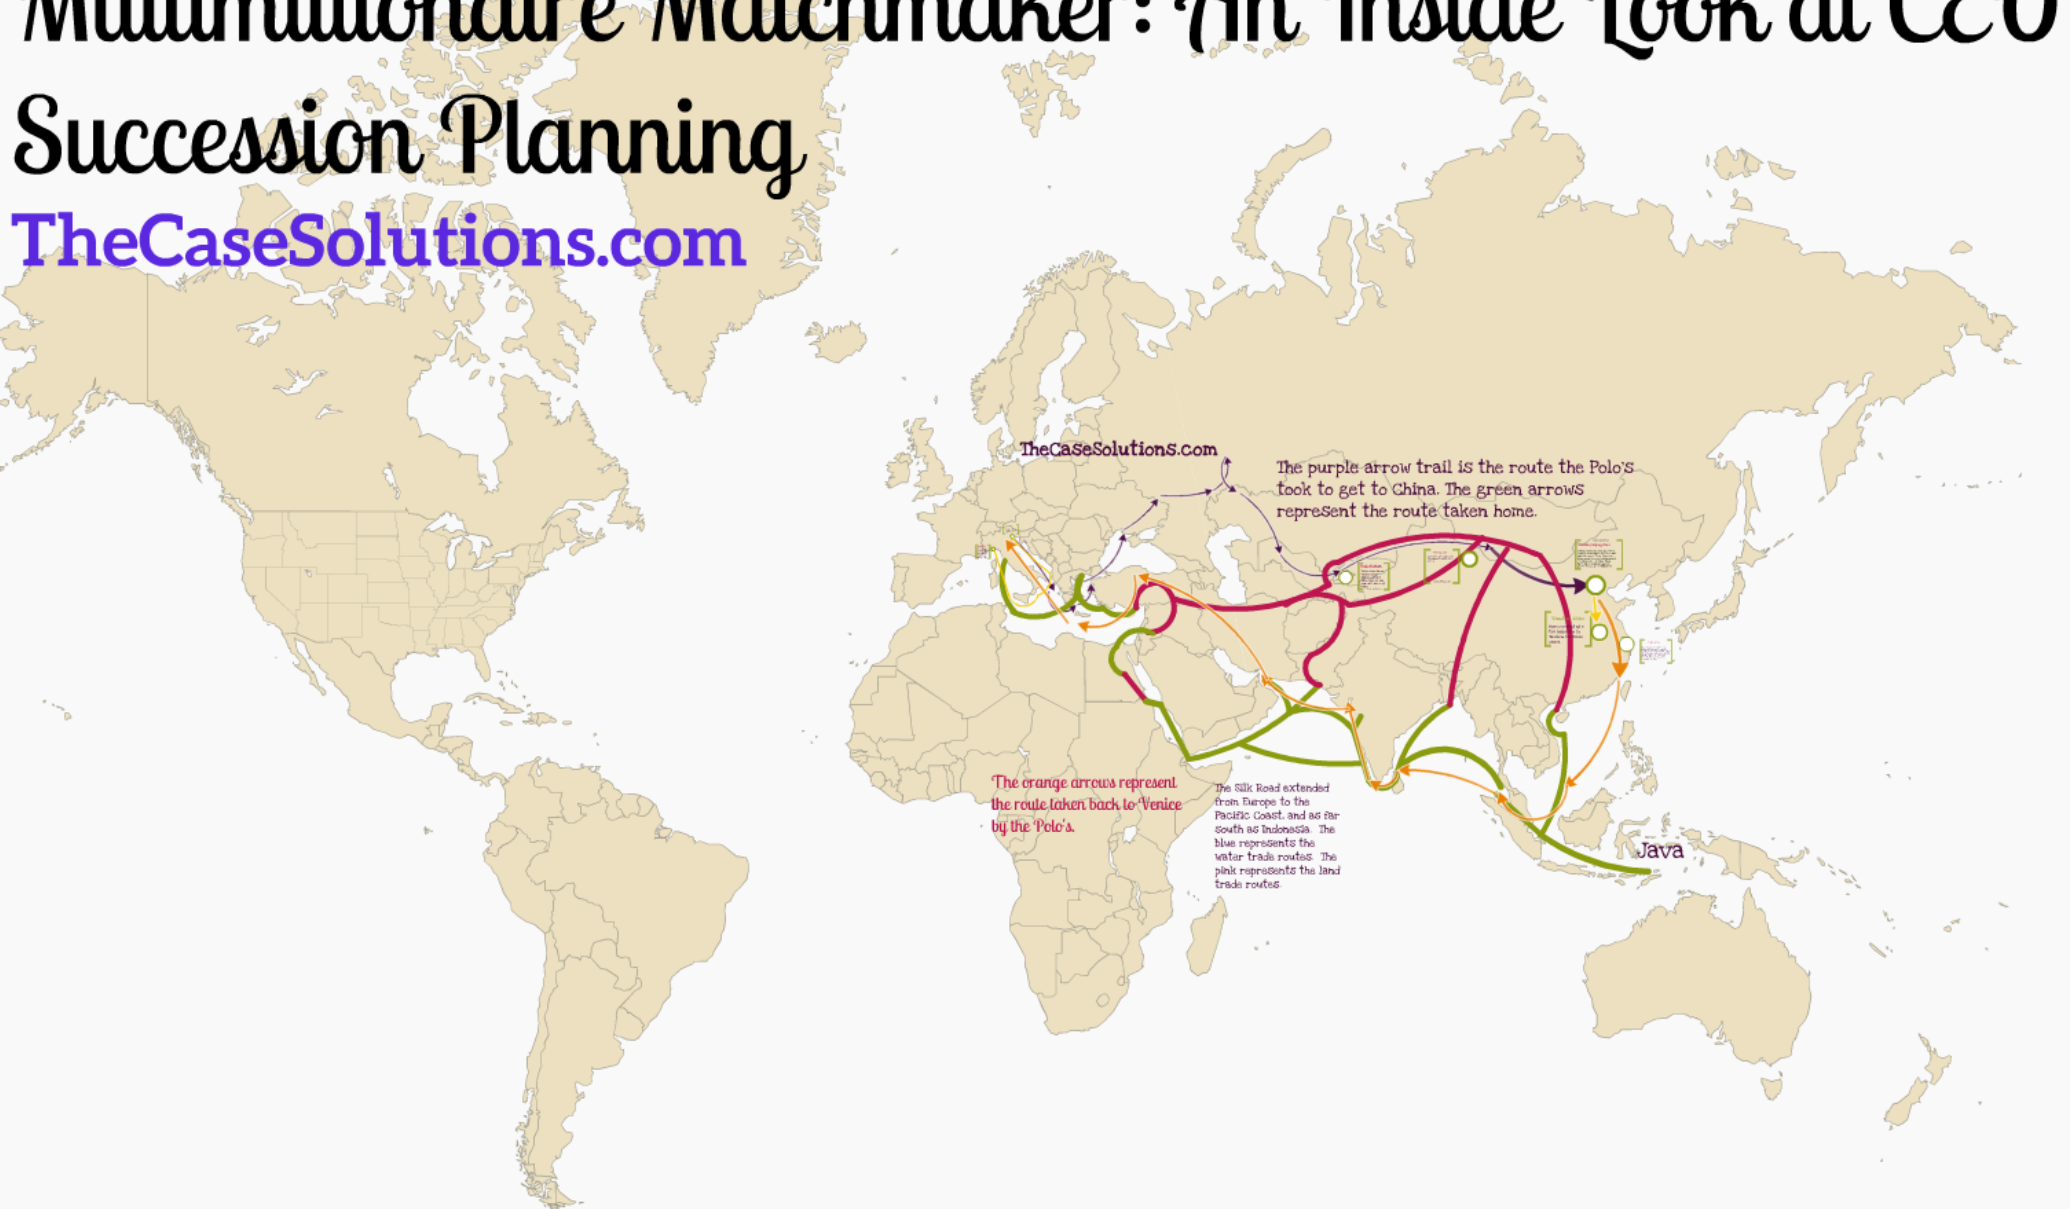 Multimillionaire Matchmaker: An Inside Look at CEO
Succession Planning
TheCaseSolutions.com
TheCaseSolutions.com
The purple arrow trail is the route the Polo's
took to get to China. The green arrows
represent the route taken home.
The orange arrows represent
the route taken back to Venice
by the Polo's.
The Silk Road extended
from Europe to the
Pacific Coast, and as far
south as Indonesia. The
blue represents the
water trade routes. The
pink represents the land
trade routes.
Java